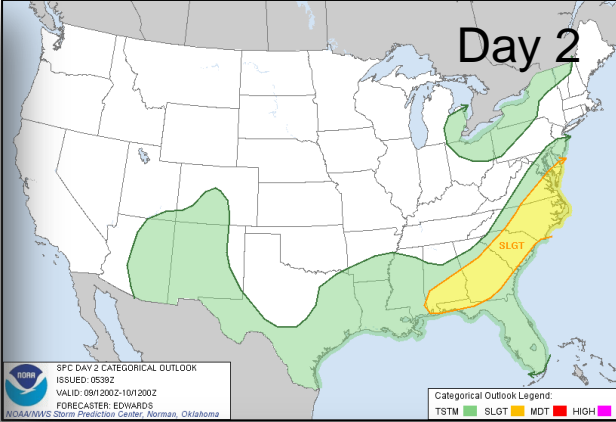 Day 2
SLGT
NOAA
SPC DAY 2 CATEGORICAL OUTLOOK
ISSUED: 0539Z
VALID: 09/1200Z-10/1200Z
FORECASTER: EDWARDS
NOAA/NWS Storm Prediction Center, Norman, Oklahoma
Categorical Outlook Legend:
TSTM SLGT MDT HIGH